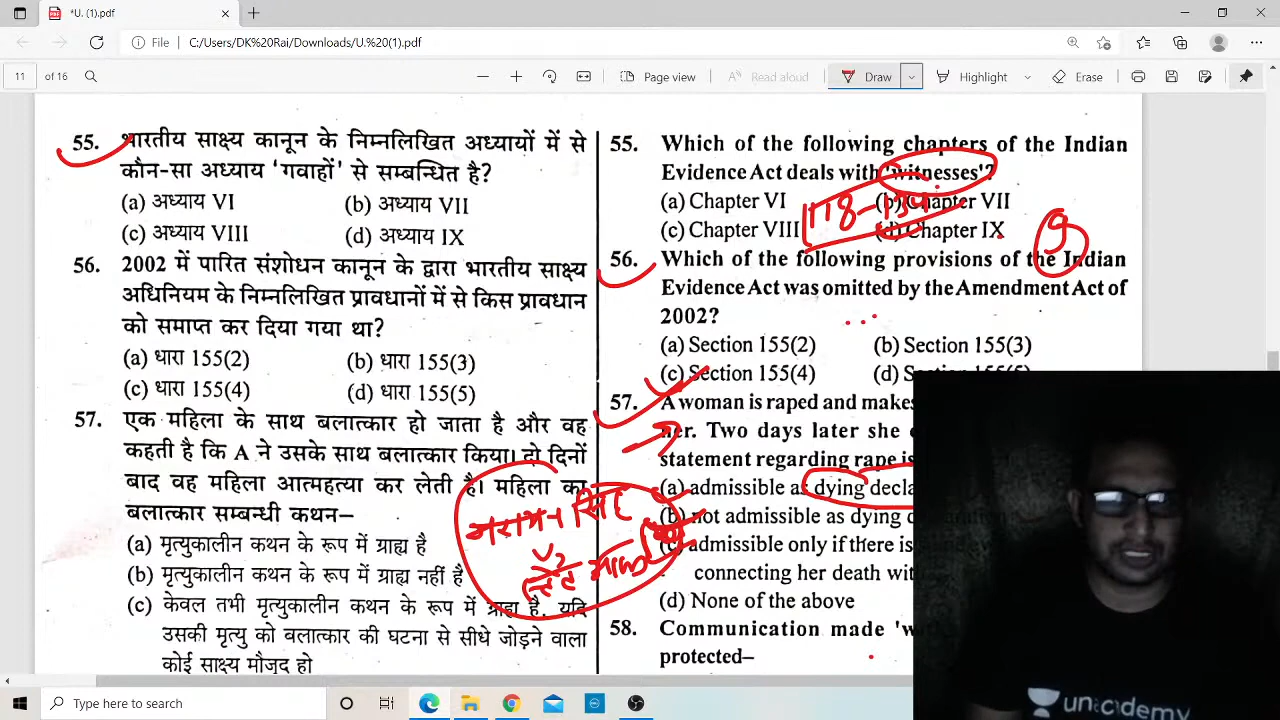 *U. (1).pdf
File C:/Users/DK%20Rai/Downloads/U.%20(1).pdf
11 of 16 Page view Read aloud Draw Highlight Erase
55. भारतीय साक्ष्य कानून के निम्नलिखित अध्यायों में से
कौन-सा अध्याय 'गवाहों' से सम्बन्धित है?
(a) अध्याय VI (b) अध्याय VII
(c) अध्याय VIII (d) अध्याय IX
56. 2002 में पारित संशोधन कानून के द्वारा भारतीय साक्ष्य
अधिनियम के निम्नलिखित प्रावधानों में से किस प्रावधान
को समाप्त कर दिया गया था?
(a) धारा 155(2) (b) धारा 155(3)
(c) धारा 155(4) (d) धारा 155(5)
57. एक महिला के साथ बलात्कार हो जाता है और वह
कहती है कि A ने उसके साथ बलात्कार किया। दो दिनों
बाद वह महिला आत्महत्या कर लेती है। महिला का
बलात्कार सम्बन्धी कथन–
(a) मृत्युकालीन कथन के रूप में ग्राह्य है
(b) मृत्युकालीन कथन के रूप में ग्राह्य नहीं है
(c) केवल तभी मृत्युकालीन कथन के रूप में ग्राह्य है, यदि
उसकी मृत्यु को बलात्कार की घटना से सीधे जोड़ने वाला
कोई साक्ष्य मौजूद हो
55. Which of the following chapters of the Indian
Evidence Act deals with 'witnesses'?
(a) Chapter VI (b) Chapter VII
118-134
(c) Chapter VIII (d) Chapter IX
9
56. Which of the following provisions of the Indian
Evidence Act was omitted by the Amendment Act of
2002?
(a) Section 155(2) (b) Section 155(3)
(c) Section 155(4) (d)
57. A woman is raped and makes
her. Two days later she
statement regarding rape is
(a) admissible as dying
(b) not admissible as dying
(c) admissible only if there is
connecting her death
(d) None of the above
58. Communication made
protected–
सिंह
unacademy
Type here to search